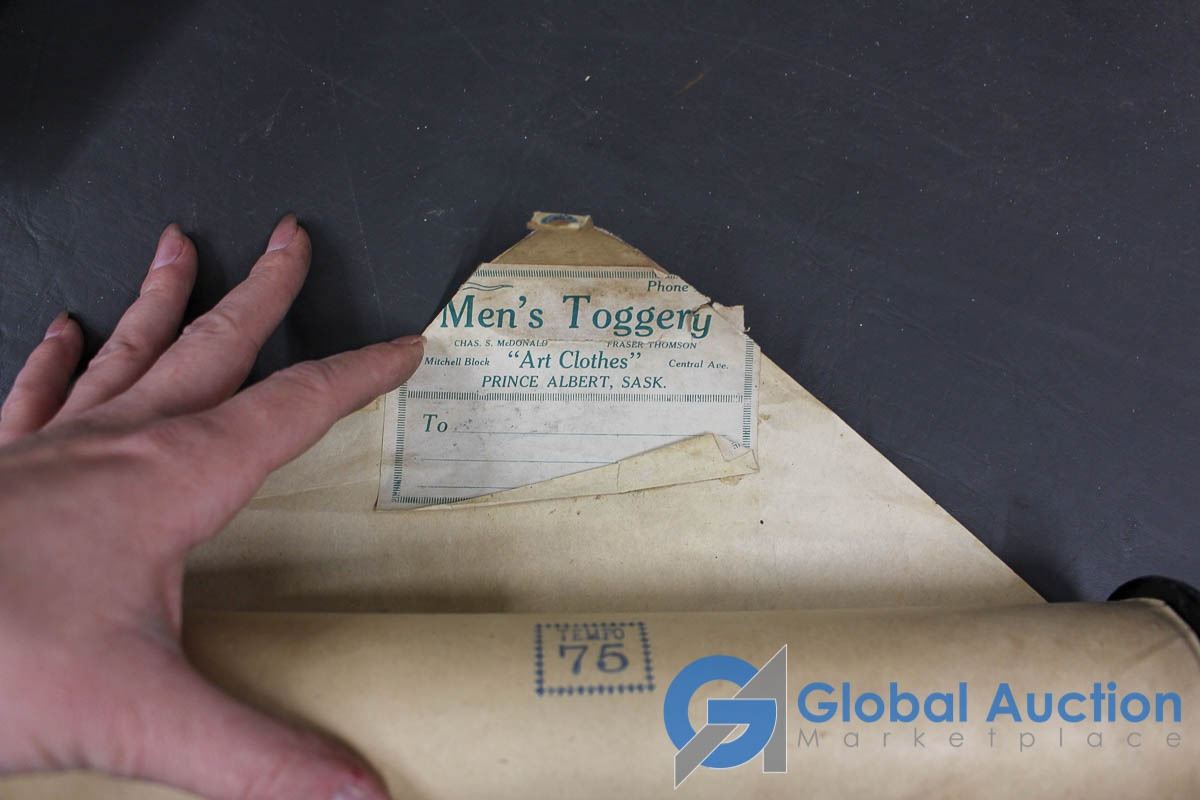 Phone
Men's Toggery
CHAS. S. McDONALD FRASER THOMSON
Mitchell Block "Art Clothes" Central Ave.
PRINCE ALBERT, SASK.
To
TEMPO
75
Global Auction
Marketplace